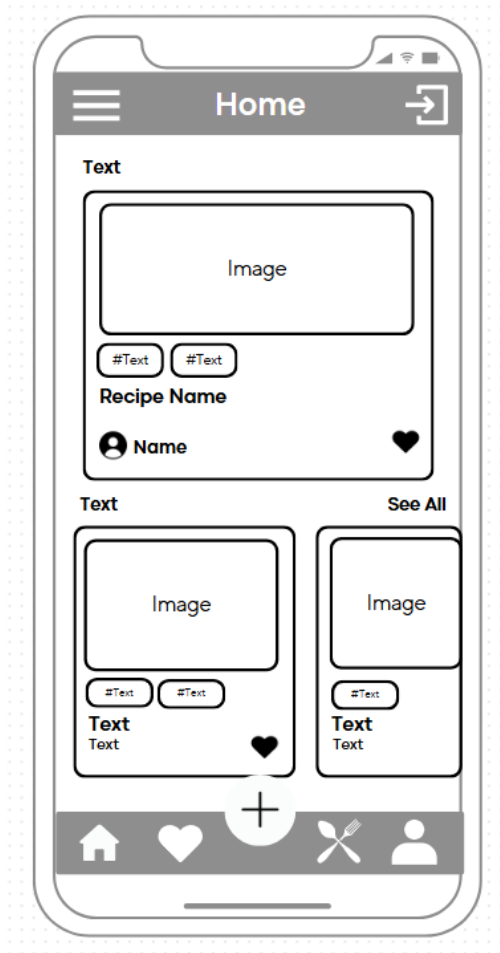 Home
Text
Image
#Text #Text
Recipe Name
Name
Text See All
Image Image
#Text #Text #Text
Text Text
Text Text